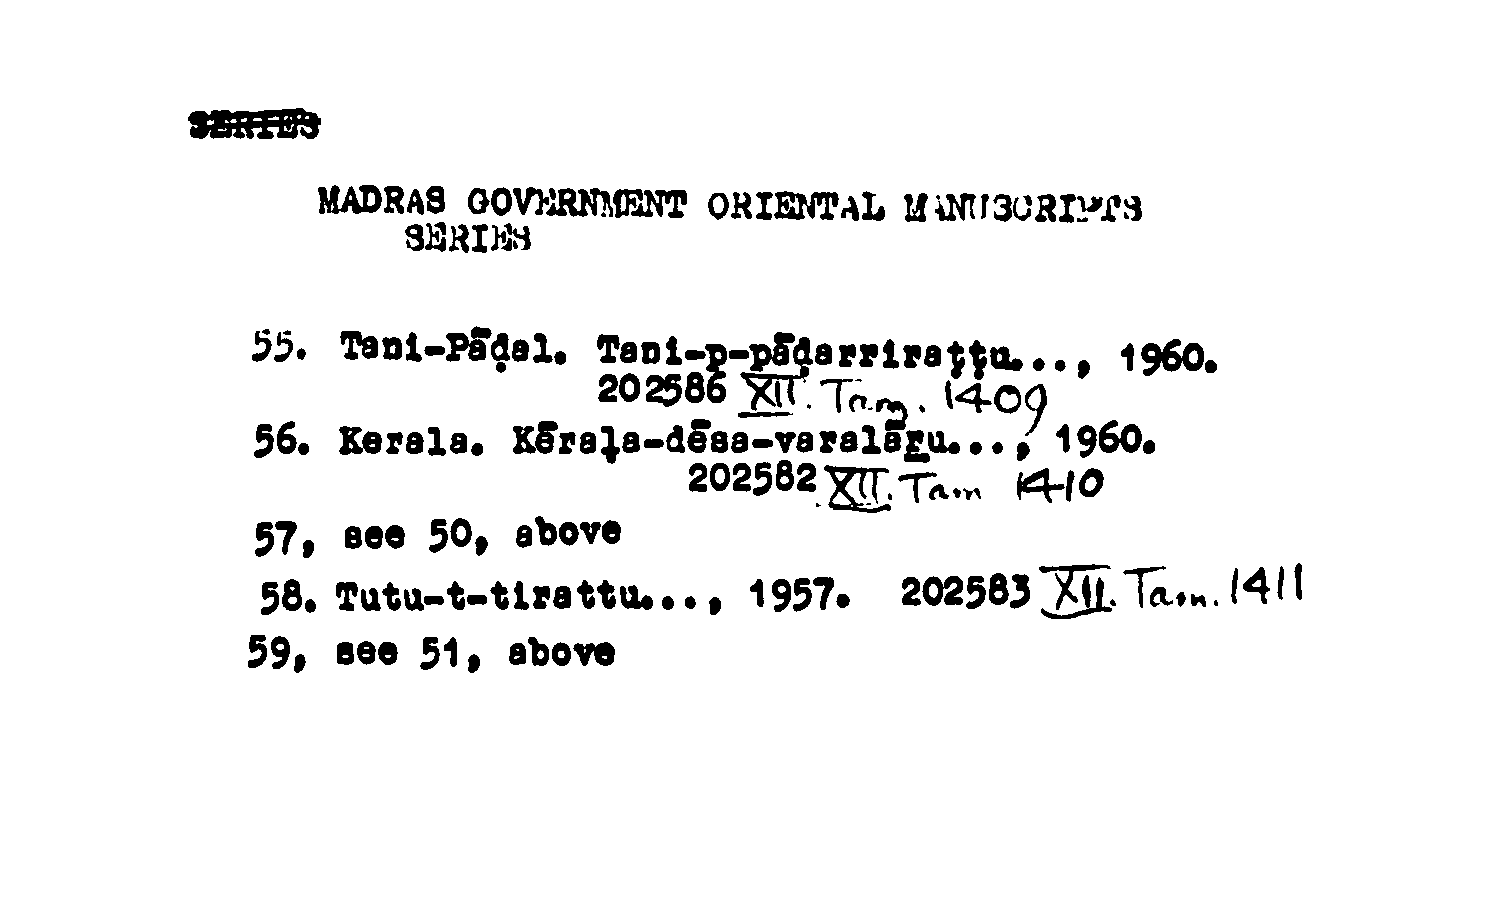 SERIES
MADRAS GOVERNMENT ORIENTAL MANUSCRIPTS
SERIES
55. Tani-Pāḍal. Tani-p-pāḍarriraṭṭu..., 1960.
202586 XII. Tam. 1409
56. Kerala. Kēraḷa-dēsa-varalāṟu..., 1960.
202582 XII. Tam 1410
57, see 50, above
58. Tutu-t-tirattu..., 1957. 202583 XII. Tam. 1411
59, see 51, above